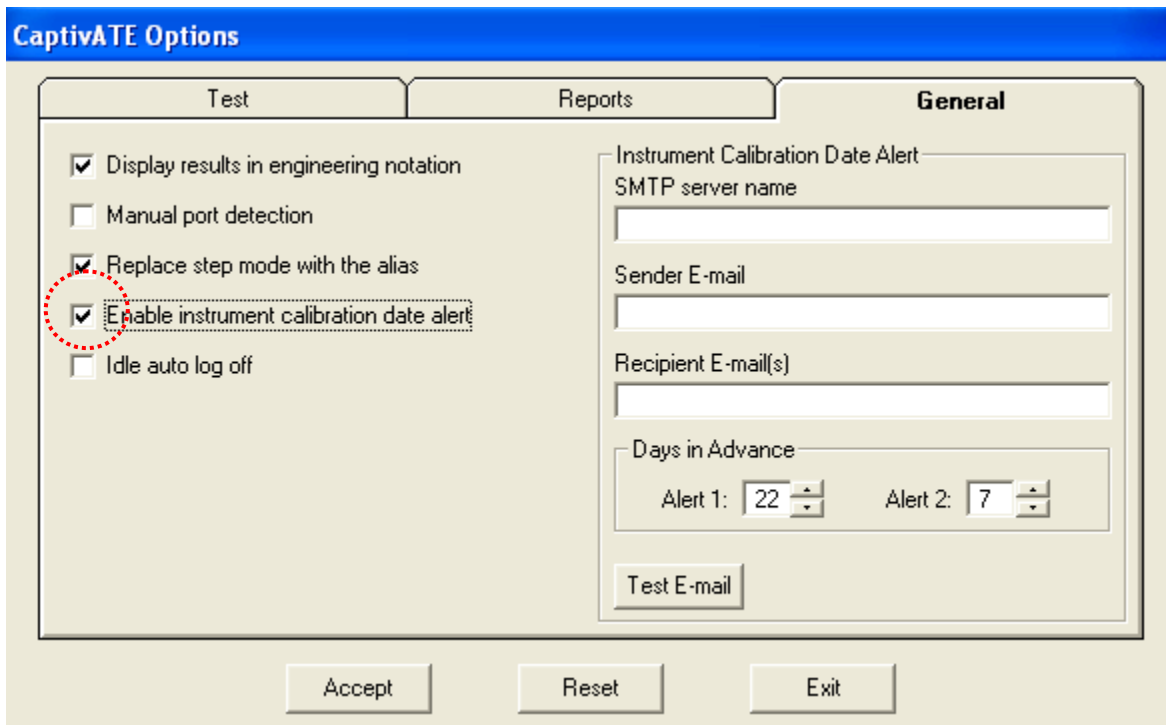 CaptivATE Options
Test
Reports
General
Display results in engineering notation
Manual port detection
Replace step mode with the alias
Enable instrument calibration date alert
Idle auto log off
Instrument Calibration Date Alert
SMTP server name
Sender E-mail
Recipient E-mail(s)
Days in Advance
Alert 1: 22 Alert 2: 7
Test E-mail
Accept
Reset
Exit